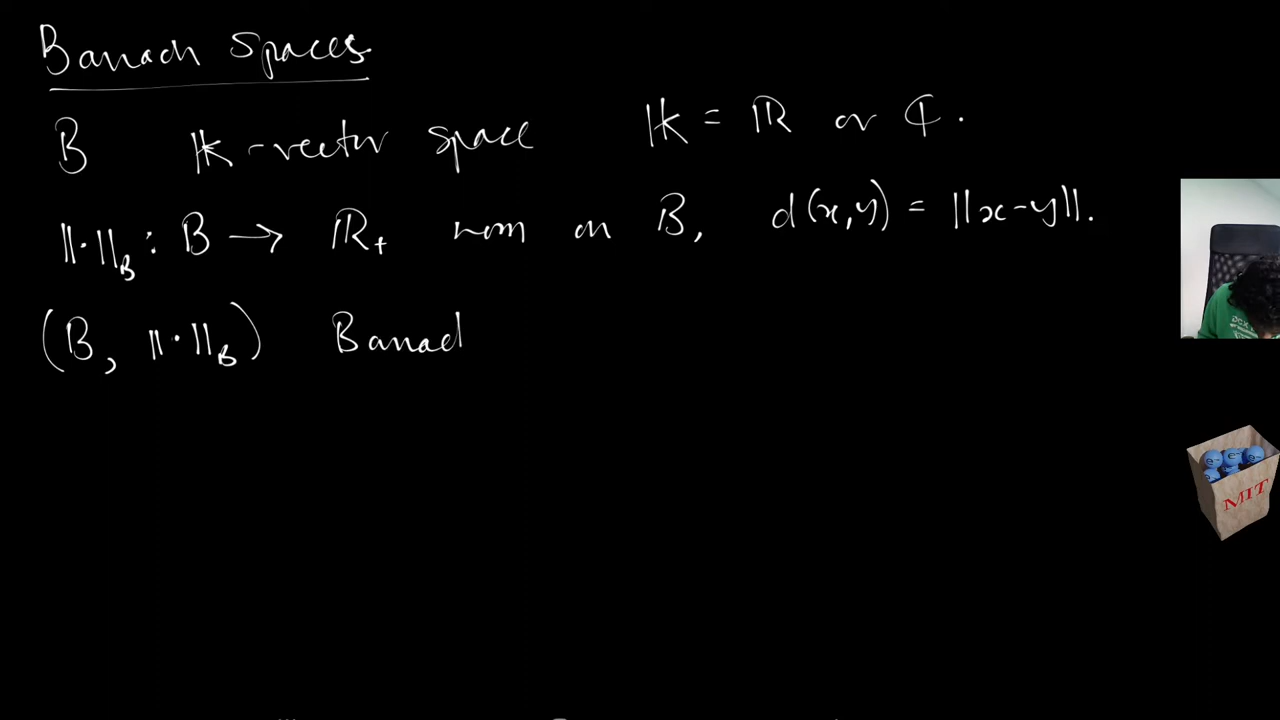 Banach Spaces
B 𝕂-vector space 𝕂 = ℝ or ℂ.
||·||_B : B → ℝ₊ norm on B, d(x,y) = ||x-y||.
(B, ||·||_B) Banach
MIT